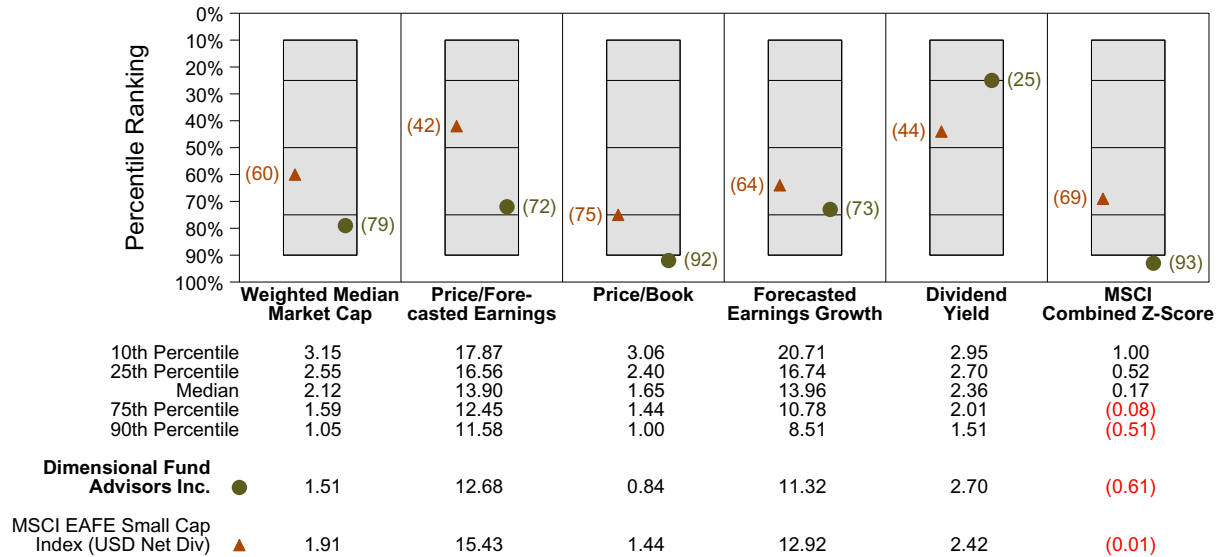 Percentile Ranking
0%
10%
20%
30%
40%
50%
60%
70%
80%
90%
100%
(60)
(79)
(42)
(72)
(75)
(92)
(64)
(73)
(44)
(25)
(69)
(93)
Weighted Median Market Cap
Price/Fore-casted Earnings
Price/Book
Forecasted Earnings Growth
Dividend Yield
MSCI Combined Z-Score
10th Percentile 3.15 17.87 3.06 20.71 2.95 1.00
25th Percentile 2.55 16.56 2.40 16.74 2.70 0.52
Median 2.12 13.90 1.65 13.96 2.36 0.17
75th Percentile 1.59 12.45 1.44 10.78 2.01 (0.08)
90th Percentile 1.05 11.58 1.00 8.51 1.51 (0.51)
Dimensional Fund
Advisors Inc. 1.51 12.68 0.84 11.32 2.70 (0.61)
MSCI EAFE Small Cap
Index (USD Net Div) 1.91 15.43 1.44 12.92 2.42 (0.01)